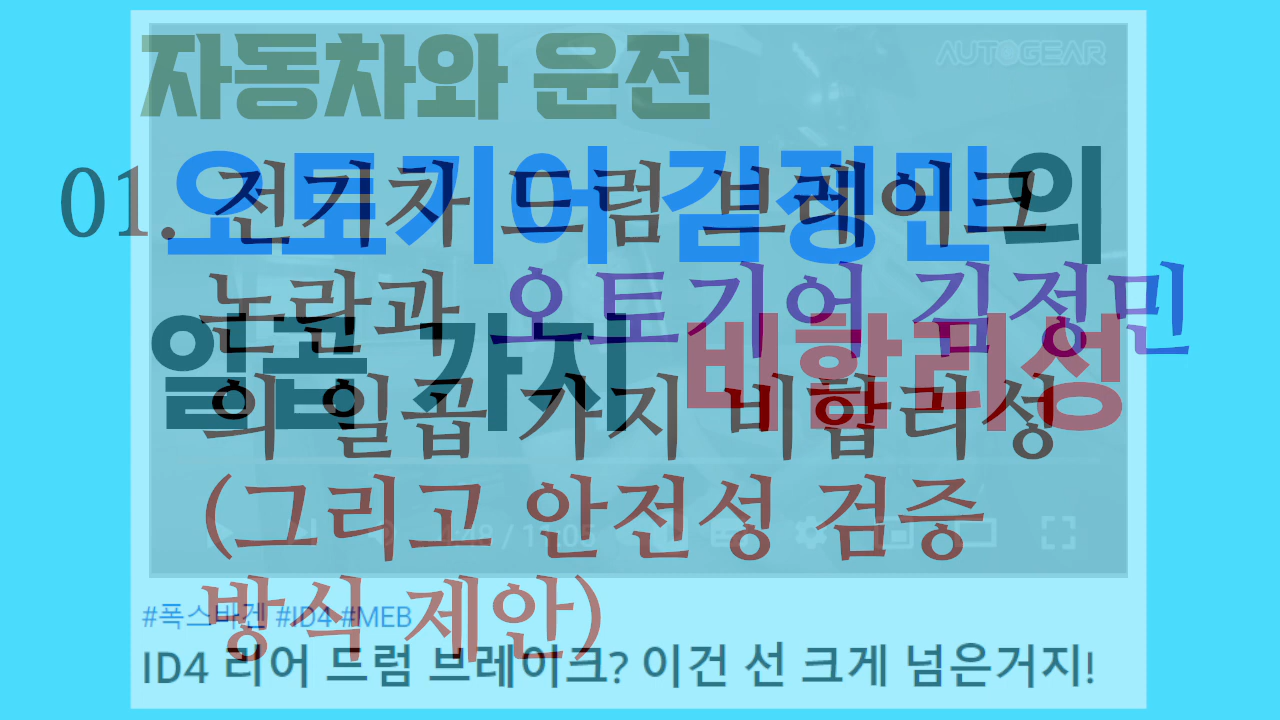 자동차와 운전
AUTOGEAR
오토기어 김정민의
일곱 가지 비합리성
01. 전기차 드럼 브레이크
논란과 오토기어 김정민
의 일곱 가지 비합리성
(그리고 안전성 검증
방식 제안)
#폭스바겐 #ID4 #MEB
ID4 리어 드럼 브레이크? 이건 선 크게 넘은거지!